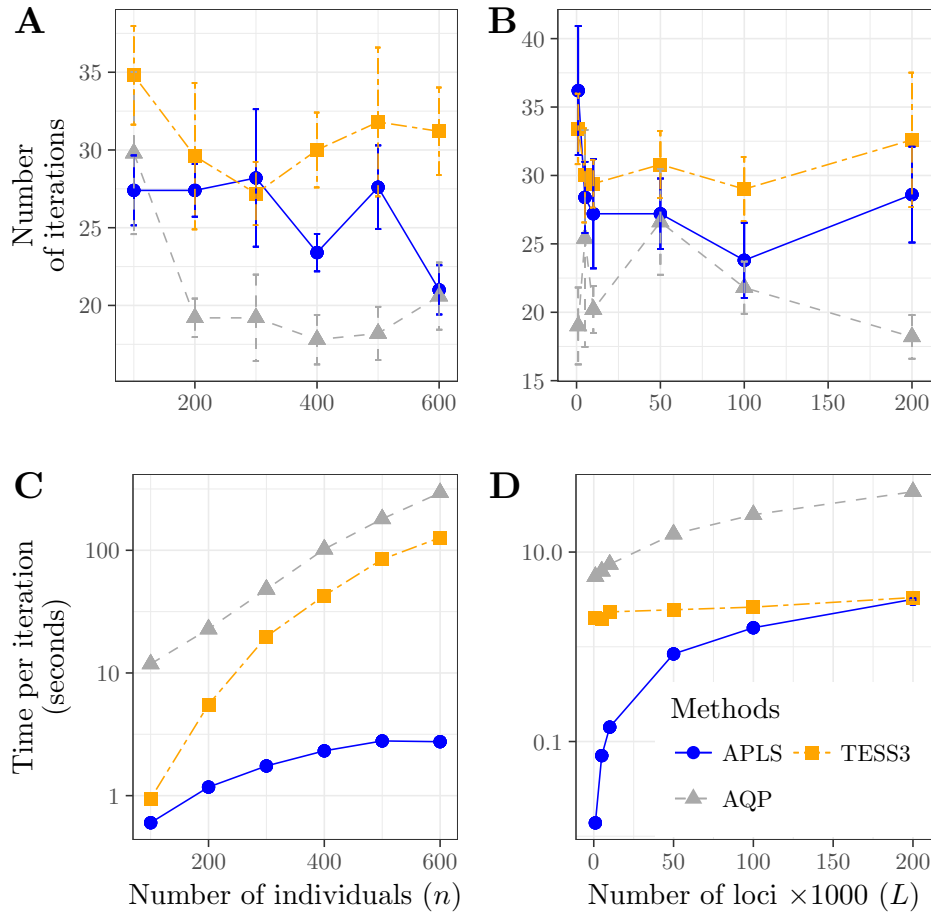 A
B
Number
of iterations
35
30
25
20
200
400
600
40
35
30
25
20
15
0
50
100
150
200
C
D
Time per iteration
(seconds)
100
10
1
200
400
600
Number of individuals (n)
10.0
0.1
Methods
APLS
TESS3
AQP
0
50
100
150
200
Number of loci ×1000 (L)